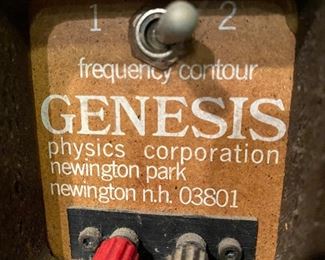 1 2
frequency contour
GENESIS
physics corporation
newington park
newington n.h. 03801